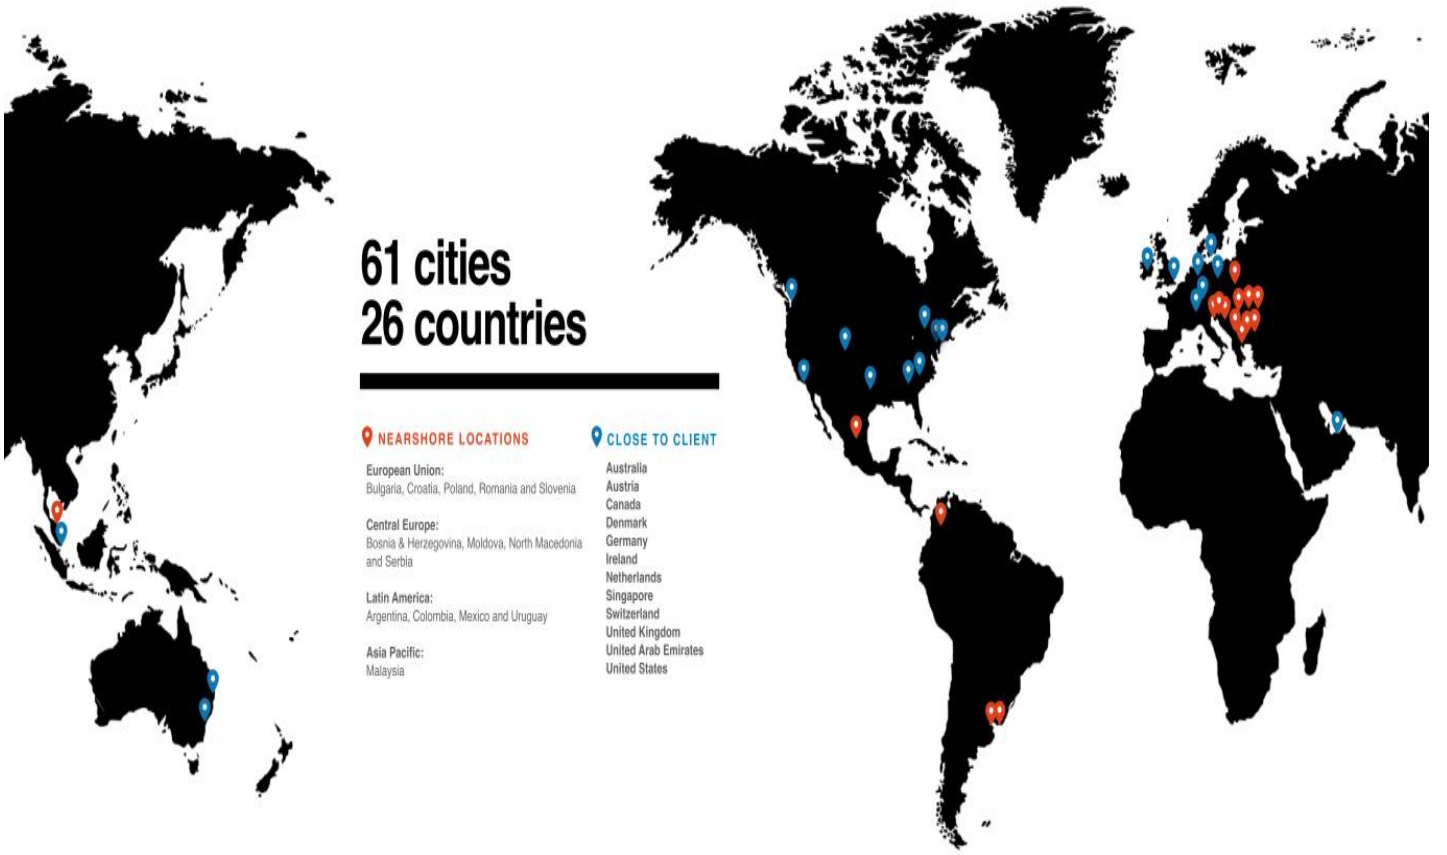 61 cities
26 countries
NEARSHORE LOCATIONS
European Union:
Bulgaria, Croatia, Poland, Romania and Slovenia
Central Europe:
Bosnia & Herzegovina, Moldova, North Macedonia
and Serbia
Latin America:
Argentina, Colombia, Mexico and Uruguay
Asia Pacific:
Malaysia
CLOSE TO CLIENT
Australia
Austria
Canada
Denmark
Germany
Ireland
Netherlands
Singapore
Switzerland
United Kingdom
United Arab Emirates
United States